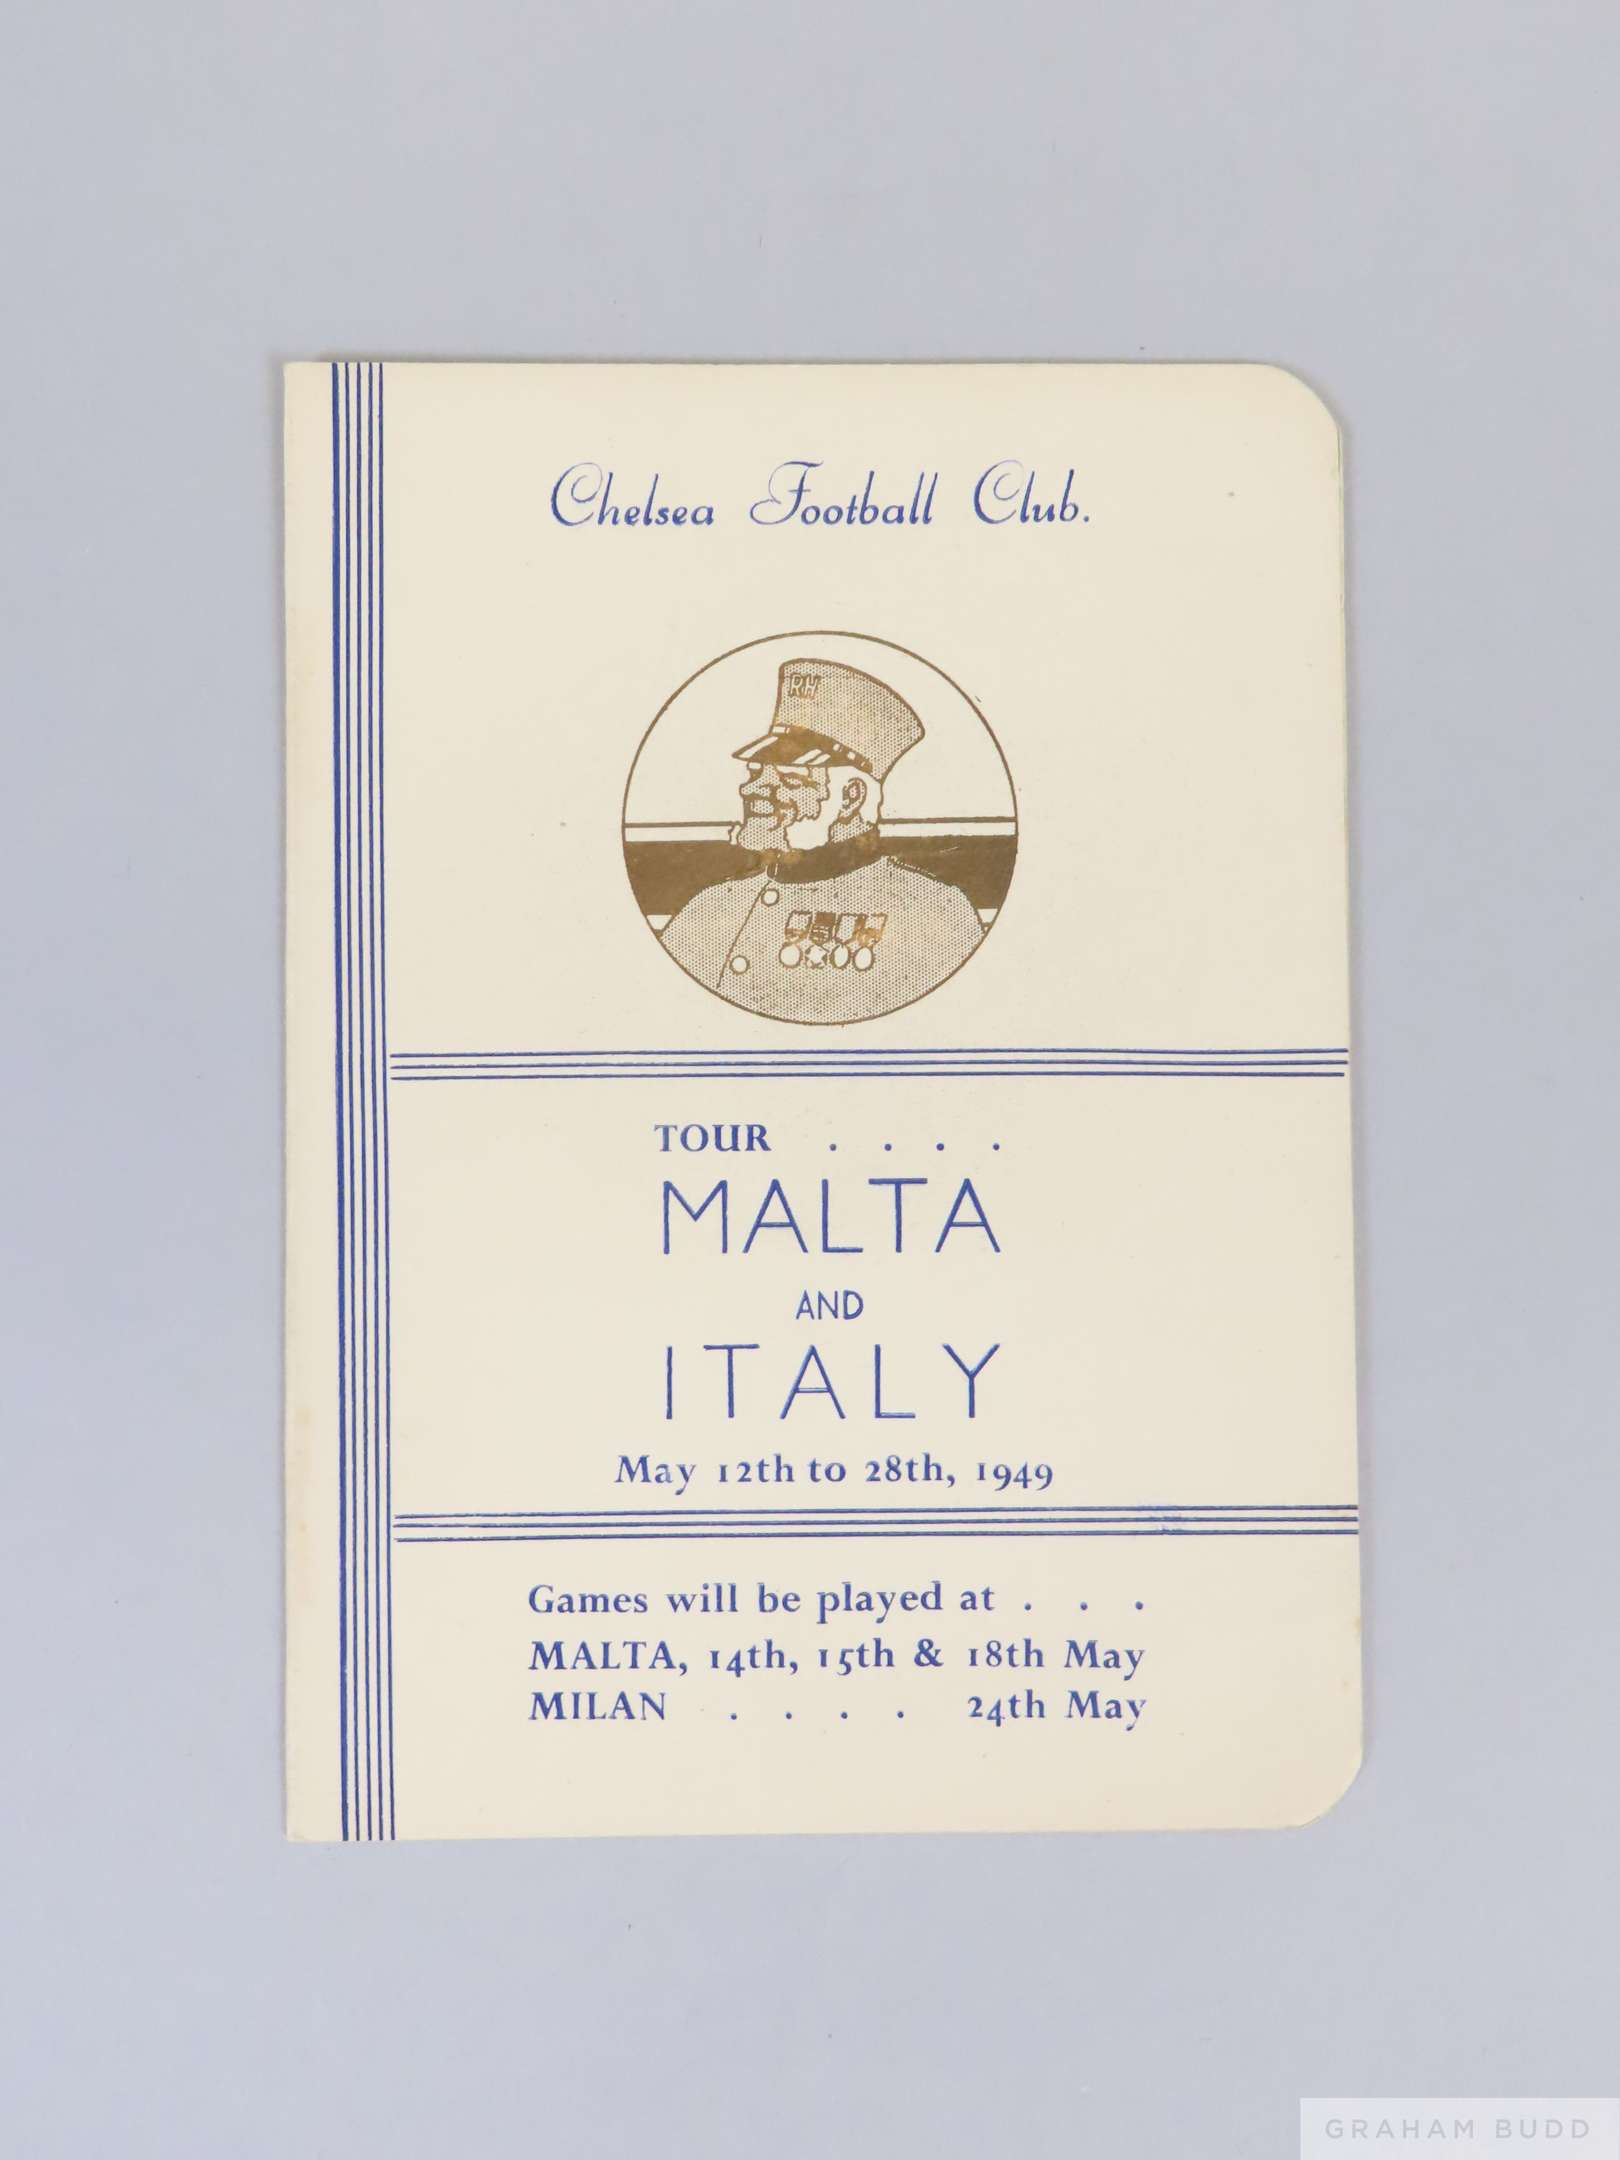 Chelsea Football Club.
RH
TOUR . . . .
MALTA
AND
ITALY
May 12th to 28th, 1949
Games will be played at . . .
MALTA, 14th, 15th & 18th May
MILAN . . . . 24th May
GRAHAM BUDD